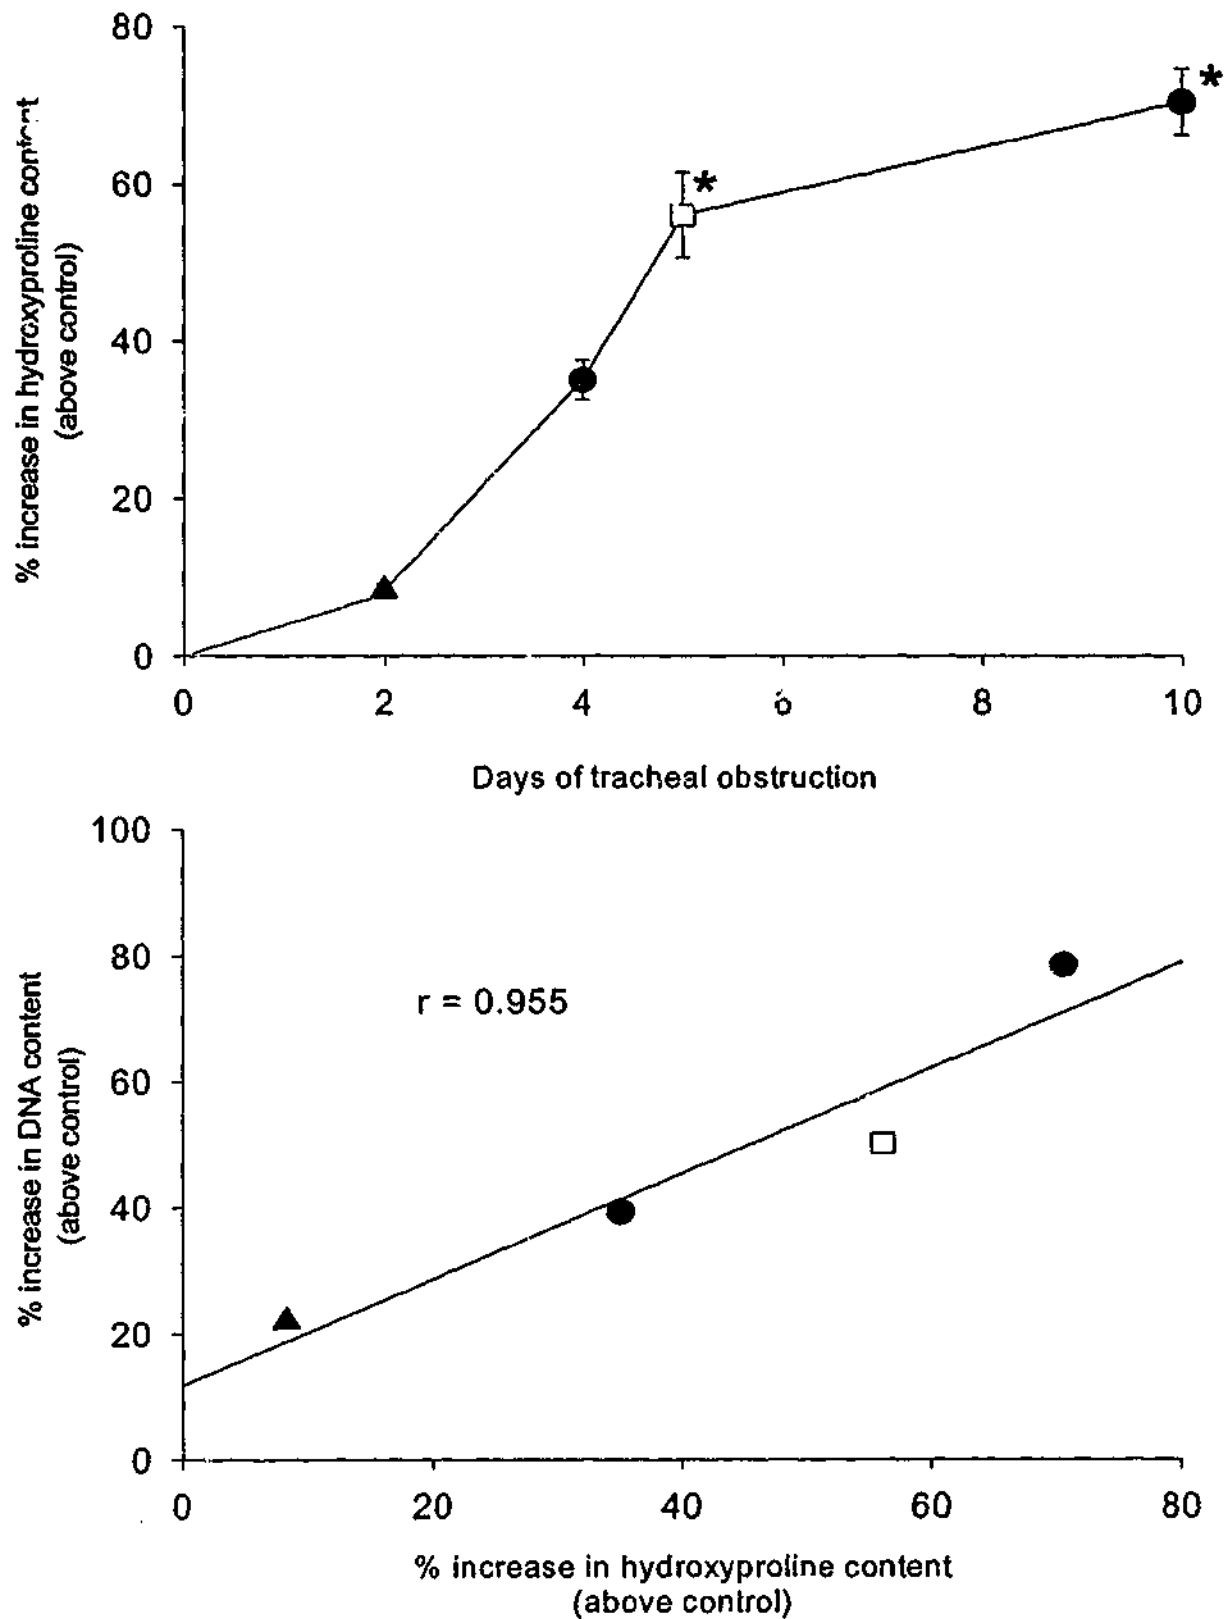 80
60
40
20
0
% increase in hydroxyproline content
(above control)
*
*
0 2 4 6 8 10
Days of tracheal obstruction
100
80
60
40
20
0
% increase in DNA content
(above control)
r = 0.955
0 20 40 60 80
% increase in hydroxyproline content
(above control)